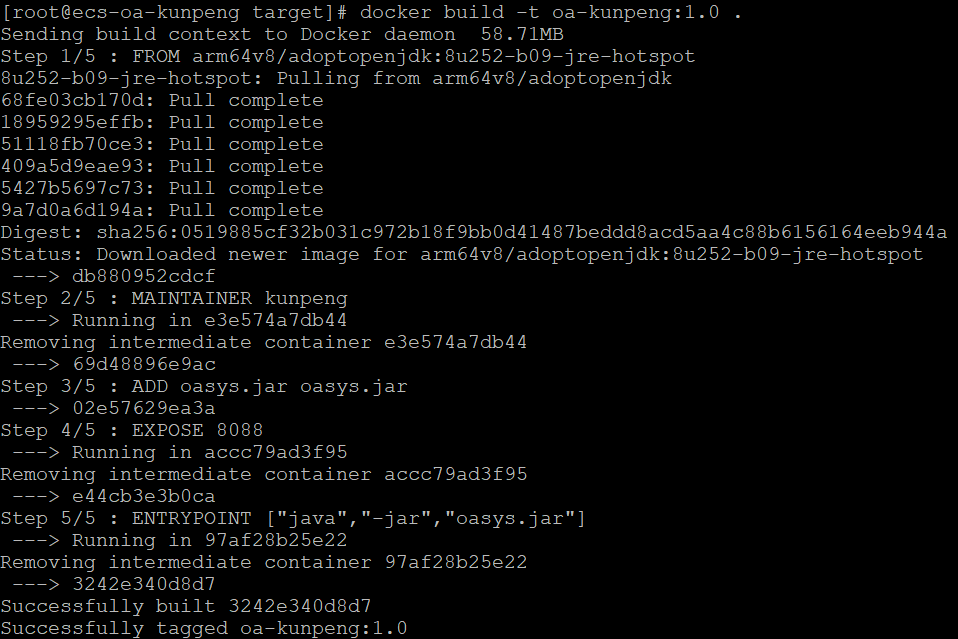 [root@ecs-oa-kunpeng target]# docker build -t oa-kunpeng:1.0 .
Sending build context to Docker daemon  58.71MB
Step 1/5 : FROM arm64v8/adoptopenjdk:8u252-b09-jre-hotspot
8u252-b09-jre-hotspot: Pulling from arm64v8/adoptopenjdk
68fe03cb170d: Pull complete
18959295effb: Pull complete
51118fb70ce3: Pull complete
409a5d9eae93: Pull complete
5427b5697c73: Pull complete
9a7d0a6d194a: Pull complete
Digest: sha256:0519885cf32b031c972b18f9bb0d41487beddd8acd5aa4c88b6156164eeb944a
Status: Downloaded newer image for arm64v8/adoptopenjdk:8u252-b09-jre-hotspot
 ---> db880952cdcf
Step 2/5 : MAINTAINER kunpeng
 ---> Running in e3e574a7db44
Removing intermediate container e3e574a7db44
 ---> 69d48896e9ac
Step 3/5 : ADD oasys.jar oasys.jar
 ---> 02e57629ea3a
Step 4/5 : EXPOSE 8088
 ---> Running in accc79ad3f95
Removing intermediate container accc79ad3f95
 ---> e44cb3e3b0ca
Step 5/5 : ENTRYPOINT ["java","-jar","oasys.jar"]
 ---> Running in 97af28b25e22
Removing intermediate container 97af28b25e22
 ---> 3242e340d8d7
Successfully built 3242e340d8d7
Successfully tagged oa-kunpeng:1.0